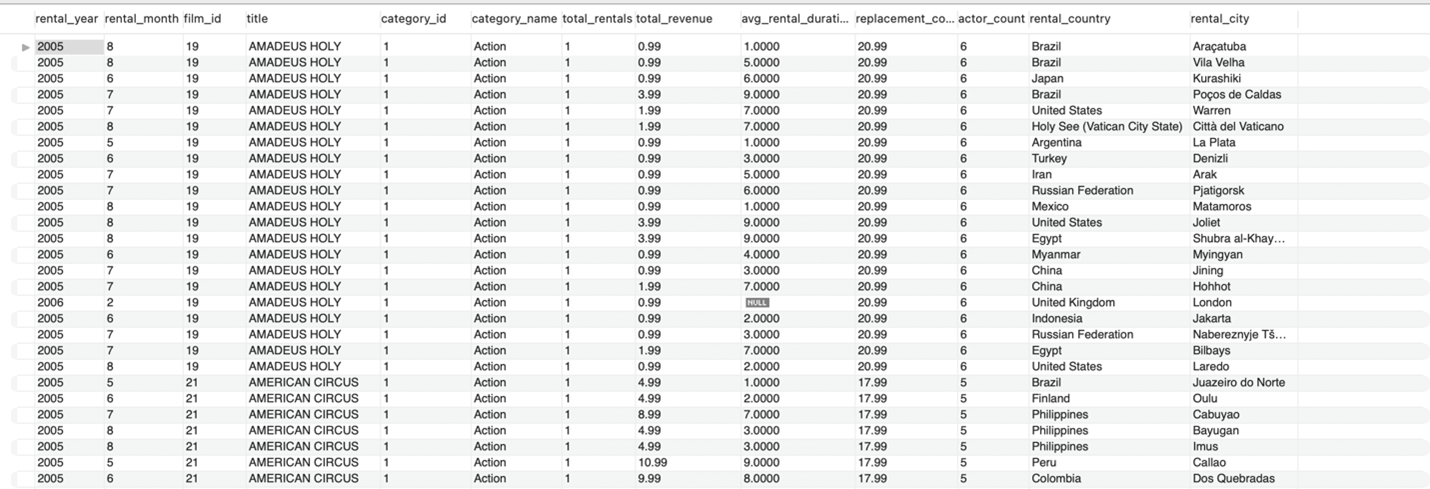 rental_year rental_month film_id title category_id category_name total_rentals total_revenue avg_rental_durati... replacement_co... actor_count rental_country rental_city
2005 8 19 AMADEUS HOLY 1 Action 1 0.99 1.0000 20.99 6 Brazil Araçatuba
2005 8 19 AMADEUS HOLY 1 Action 1 0.99 5.0000 20.99 6 Brazil Vila Velha
2005 6 19 AMADEUS HOLY 1 Action 1 0.99 6.0000 20.99 6 Japan Kurashiki
2005 7 19 AMADEUS HOLY 1 Action 1 3.99 9.0000 20.99 6 Brazil Poços de Caldas
2005 7 19 AMADEUS HOLY 1 Action 1 1.99 7.0000 20.99 6 United States Warren
2005 8 19 AMADEUS HOLY 1 Action 1 1.99 7.0000 20.99 6 Holy See (Vatican City State) Città del Vaticano
2005 5 19 AMADEUS HOLY 1 Action 1 0.99 1.0000 20.99 6 Argentina La Plata
2005 6 19 AMADEUS HOLY 1 Action 1 0.99 3.0000 20.99 6 Turkey Denizli
2005 7 19 AMADEUS HOLY 1 Action 1 0.99 5.0000 20.99 6 Iran Arak
2005 7 19 AMADEUS HOLY 1 Action 1 0.99 6.0000 20.99 6 Russian Federation Pjatigorsk
2005 8 19 AMADEUS HOLY 1 Action 1 0.99 1.0000 20.99 6 Mexico Matamoros
2005 8 19 AMADEUS HOLY 1 Action 1 3.99 9.0000 20.99 6 United States Joliet
2005 8 19 AMADEUS HOLY 1 Action 1 3.99 9.0000 20.99 6 Egypt Shubra al-Khay...
2005 6 19 AMADEUS HOLY 1 Action 1 0.99 4.0000 20.99 6 Myanmar Myingyan
2005 7 19 AMADEUS HOLY 1 Action 1 0.99 3.0000 20.99 6 China Jining
2005 7 19 AMADEUS HOLY 1 Action 1 1.99 7.0000 20.99 6 China Hohhot
2006 2 19 AMADEUS HOLY 1 Action 1 0.99 NULL 20.99 6 United Kingdom London
2005 6 19 AMADEUS HOLY 1 Action 1 0.99 2.0000 20.99 6 Indonesia Jakarta
2005 7 19 AMADEUS HOLY 1 Action 1 0.99 3.0000 20.99 6 Russian Federation Nabereznyje Tš...
2005 7 19 AMADEUS HOLY 1 Action 1 1.99 7.0000 20.99 6 Egypt Bilbays
2005 8 19 AMADEUS HOLY 1 Action 1 0.99 2.0000 20.99 6 United States Laredo
2005 5 21 AMERICAN CIRCUS 1 Action 1 4.99 1.0000 17.99 5 Brazil Juazeiro do Norte
2005 6 21 AMERICAN CIRCUS 1 Action 1 4.99 2.0000 17.99 5 Finland Oulu
2005 7 21 AMERICAN CIRCUS 1 Action 1 8.99 7.0000 17.99 5 Philippines Cabuyao
2005 8 21 AMERICAN CIRCUS 1 Action 1 4.99 3.0000 17.99 5 Philippines Bayugan
2005 8 21 AMERICAN CIRCUS 1 Action 1 4.99 3.0000 17.99 5 Philippines Imus
2005 5 21 AMERICAN CIRCUS 1 Action 1 10.99 9.0000 17.99 5 Peru Callao
2005 6 21 AMERICAN CIRCUS 1 Action 1 9.99 8.0000 17.99 5 Colombia Dos Quebradas